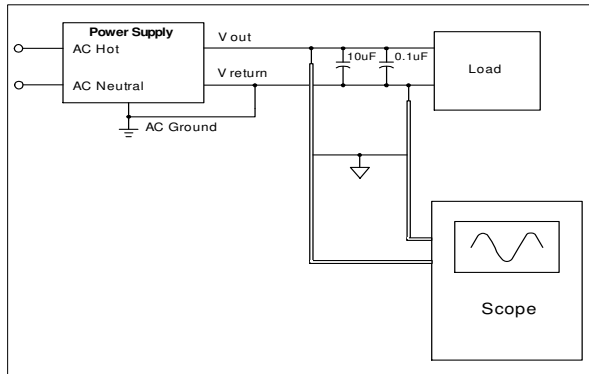 Power Supply
AC Hot
V out
10uF
0.1uF
Load
AC Neutral
V return
AC Ground
Scope